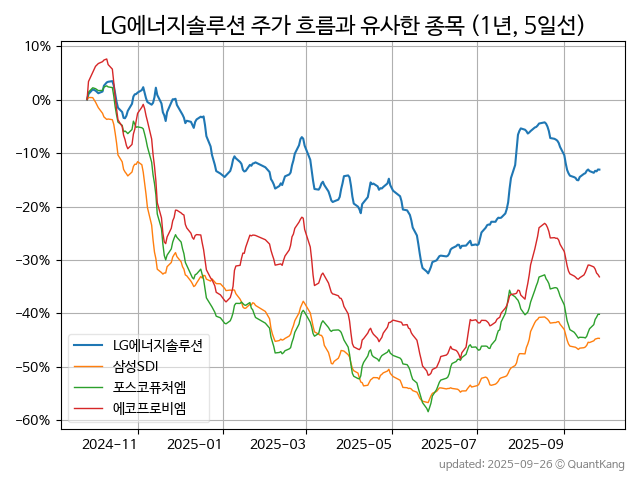 LG에너지솔루션 주가 흐름과 유사한 종목 (1년, 5일선)
10%
0%
-10%
-20%
-30%
-40%
-50%
-60%
LG에너지솔루션
삼성SDI
포스코퓨처엠
에코프로비엠
2024-11
2025-01
2025-03
2025-05
2025-07
2025-09
updated: 2025-09-26 © QuantKang